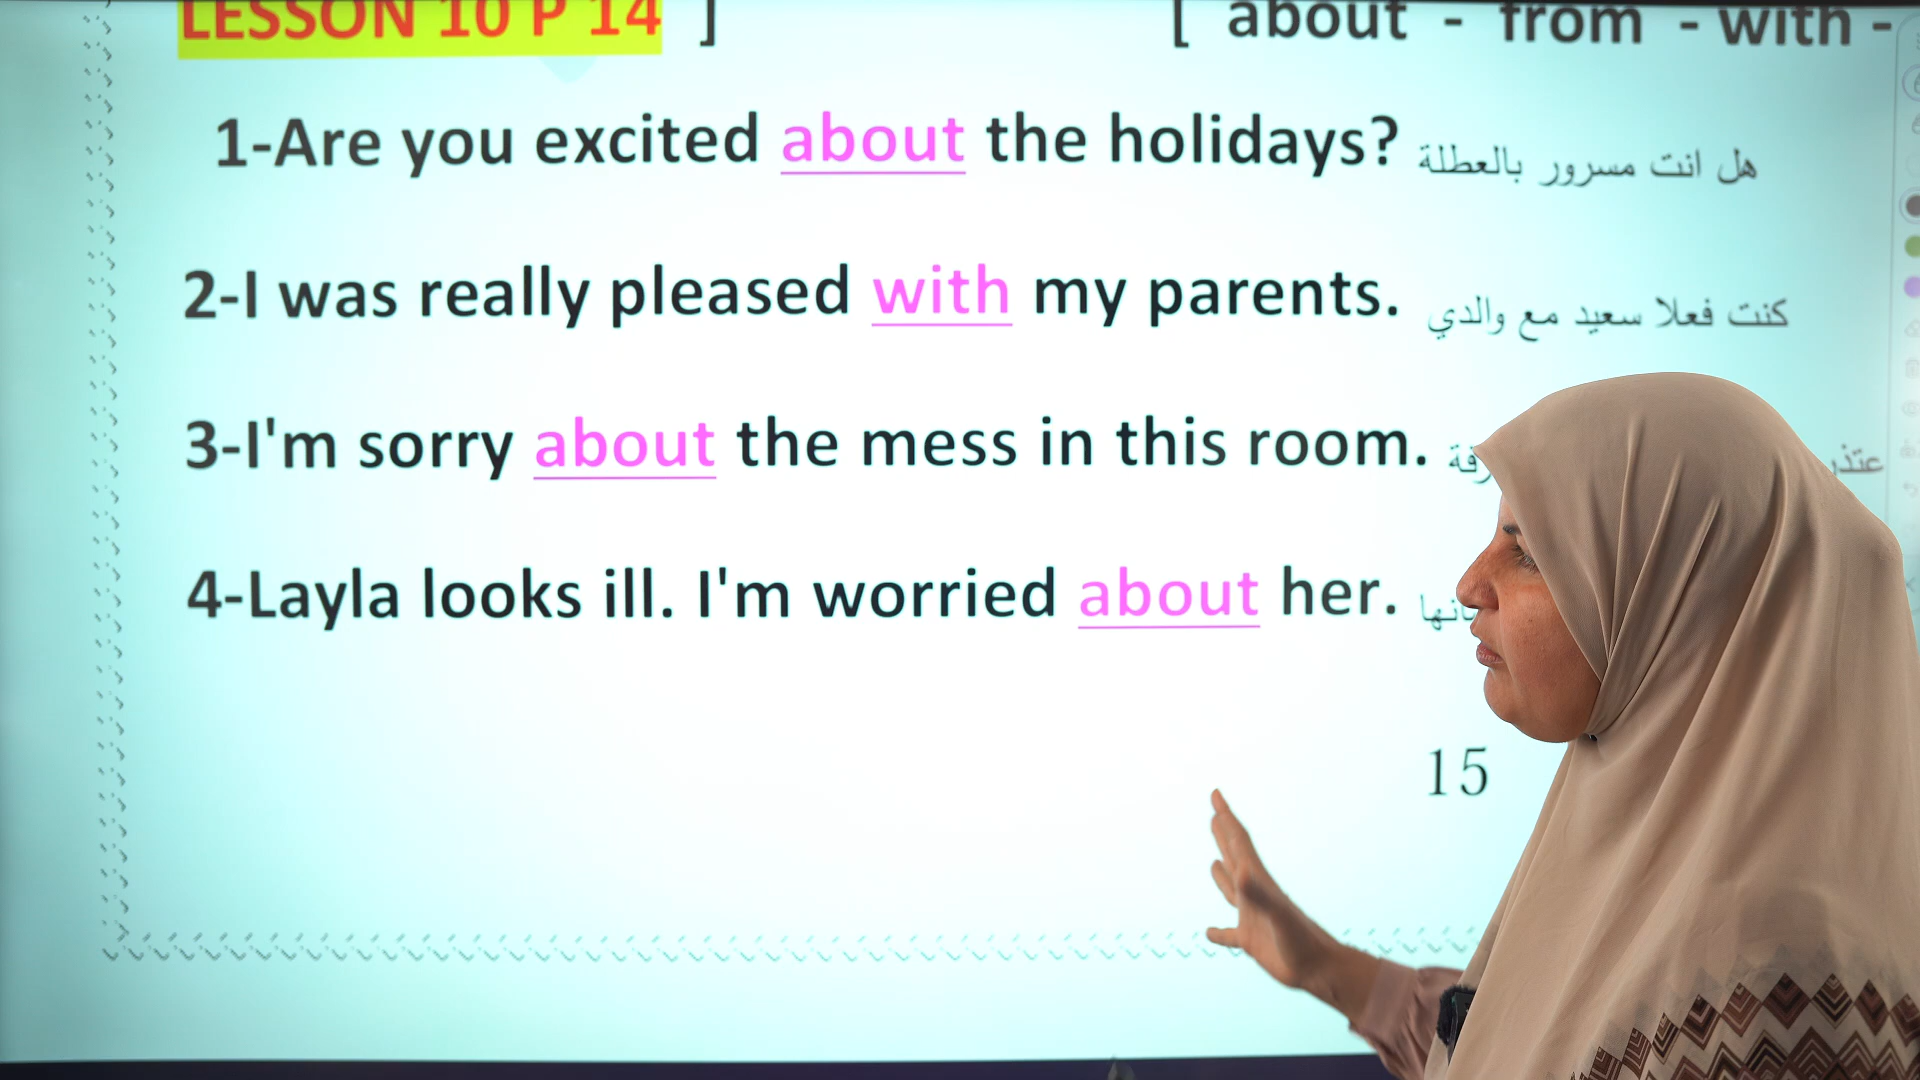 LESSON 10 P 14 ] [ about - from - with -
1-Are you excited about the holidays? هل انت مسرور بالعطلة
2-I was really pleased with my parents. كنت فعلا سعيد مع والدي
3-I'm sorry about the mess in this room.
4-Layla looks ill. I'm worried about her.
15